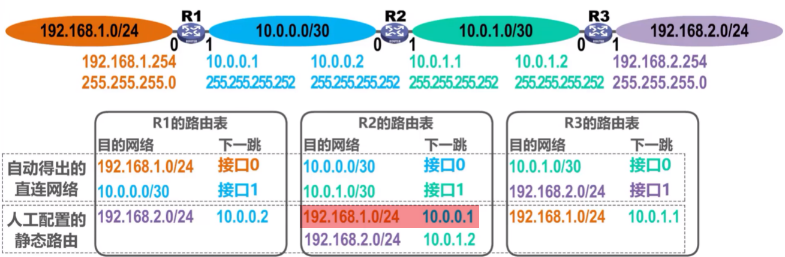 R1 R2 R3
192.168.1.0/24 10.0.0.0/30 10.0.1.0/30 192.168.2.0/24
0 1 0 1 0 1
192.168.1.254 10.0.0.1 10.0.0.2 10.0.1.1 10.0.1.2 192.168.2.254
255.255.255.0 255.255.255.252 255.255.255.252 255.255.255.252 255.255.255.252 255.255.255.0
R1的路由表 R2的路由表 R3的路由表
目的网络 下一跳 目的网络 下一跳 目的网络 下一跳
自动得出的 192.168.1.0/24 接口0 10.0.0.0/30 接口0 10.0.1.0/30 接口0
直连网络 10.0.0.0/30 接口1 10.0.1.0/30 接口1 192.168.2.0/24 接口1
人工配置的 192.168.2.0/24 10.0.0.2 192.168.1.0/24 10.0.0.1 192.168.1.0/24 10.0.1.1
静态路由 192.168.2.0/24 10.0.1.2